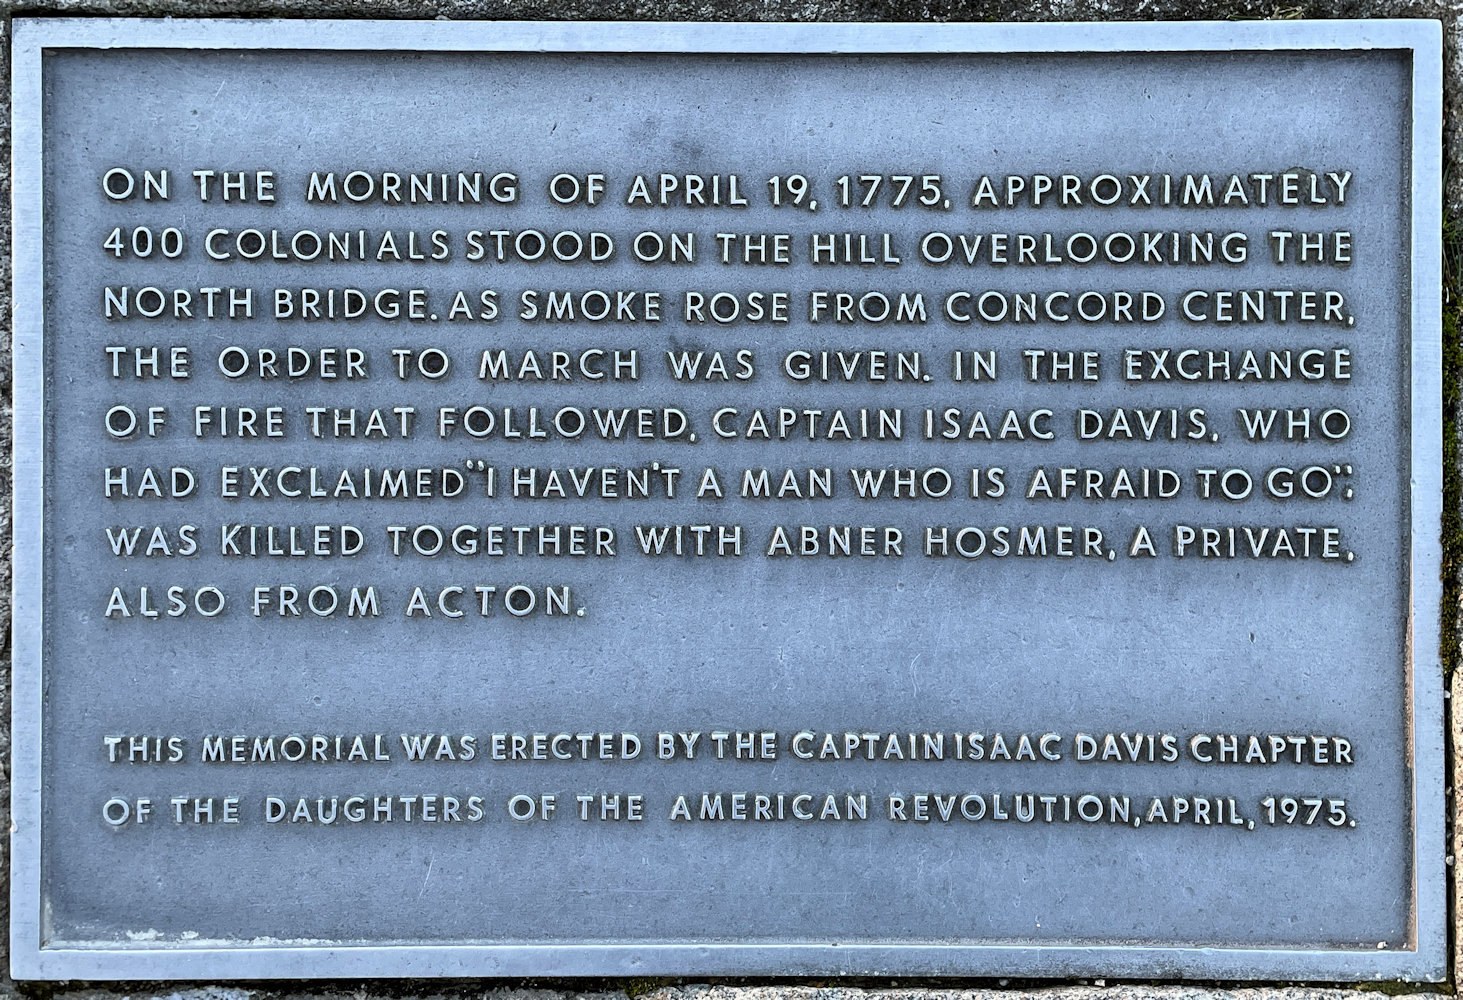 ON THE MORNING OF APRIL 19, 1775, APPROXIMATELY
400 COLONIALS STOOD ON THE HILL OVERLOOKING THE
NORTH BRIDGE. AS SMOKE ROSE FROM CONCORD CENTER,
THE ORDER TO MARCH WAS GIVEN. IN THE EXCHANGE
OF FIRE THAT FOLLOWED, CAPTAIN ISAAC DAVIS, WHO
HAD EXCLAIMED "I HAVEN'T A MAN WHO IS AFRAID TO GO",
WAS KILLED TOGETHER WITH ABNER HOSMER, A PRIVATE,
ALSO FROM ACTON.
THIS MEMORIAL WAS ERECTED BY THE CAPTAIN ISAAC DAVIS CHAPTER
OF THE DAUGHTERS OF THE AMERICAN REVOLUTION, APRIL, 1975.